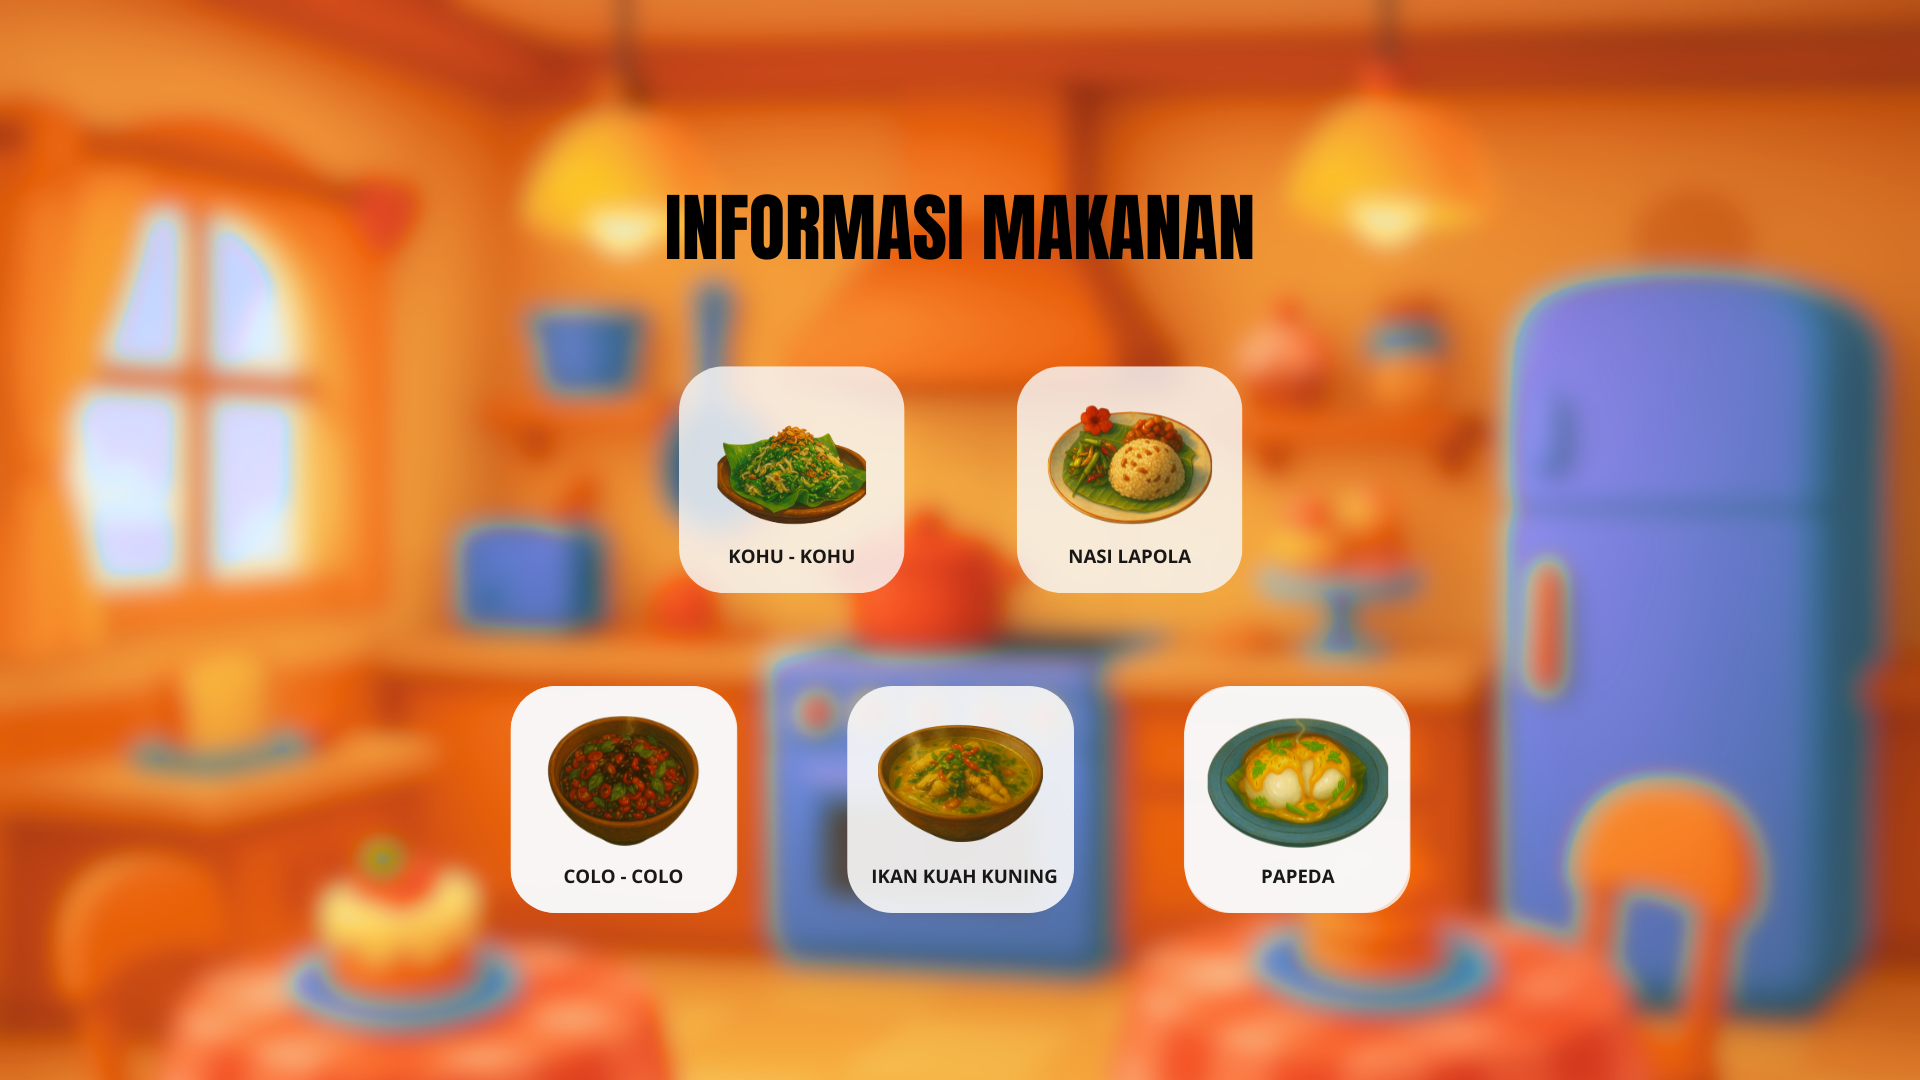 INFORMASI MAKANAN
KOHU - KOHU
NASI LAPOLA
COLO - COLO
IKAN KUAH KUNING
PAPEDA